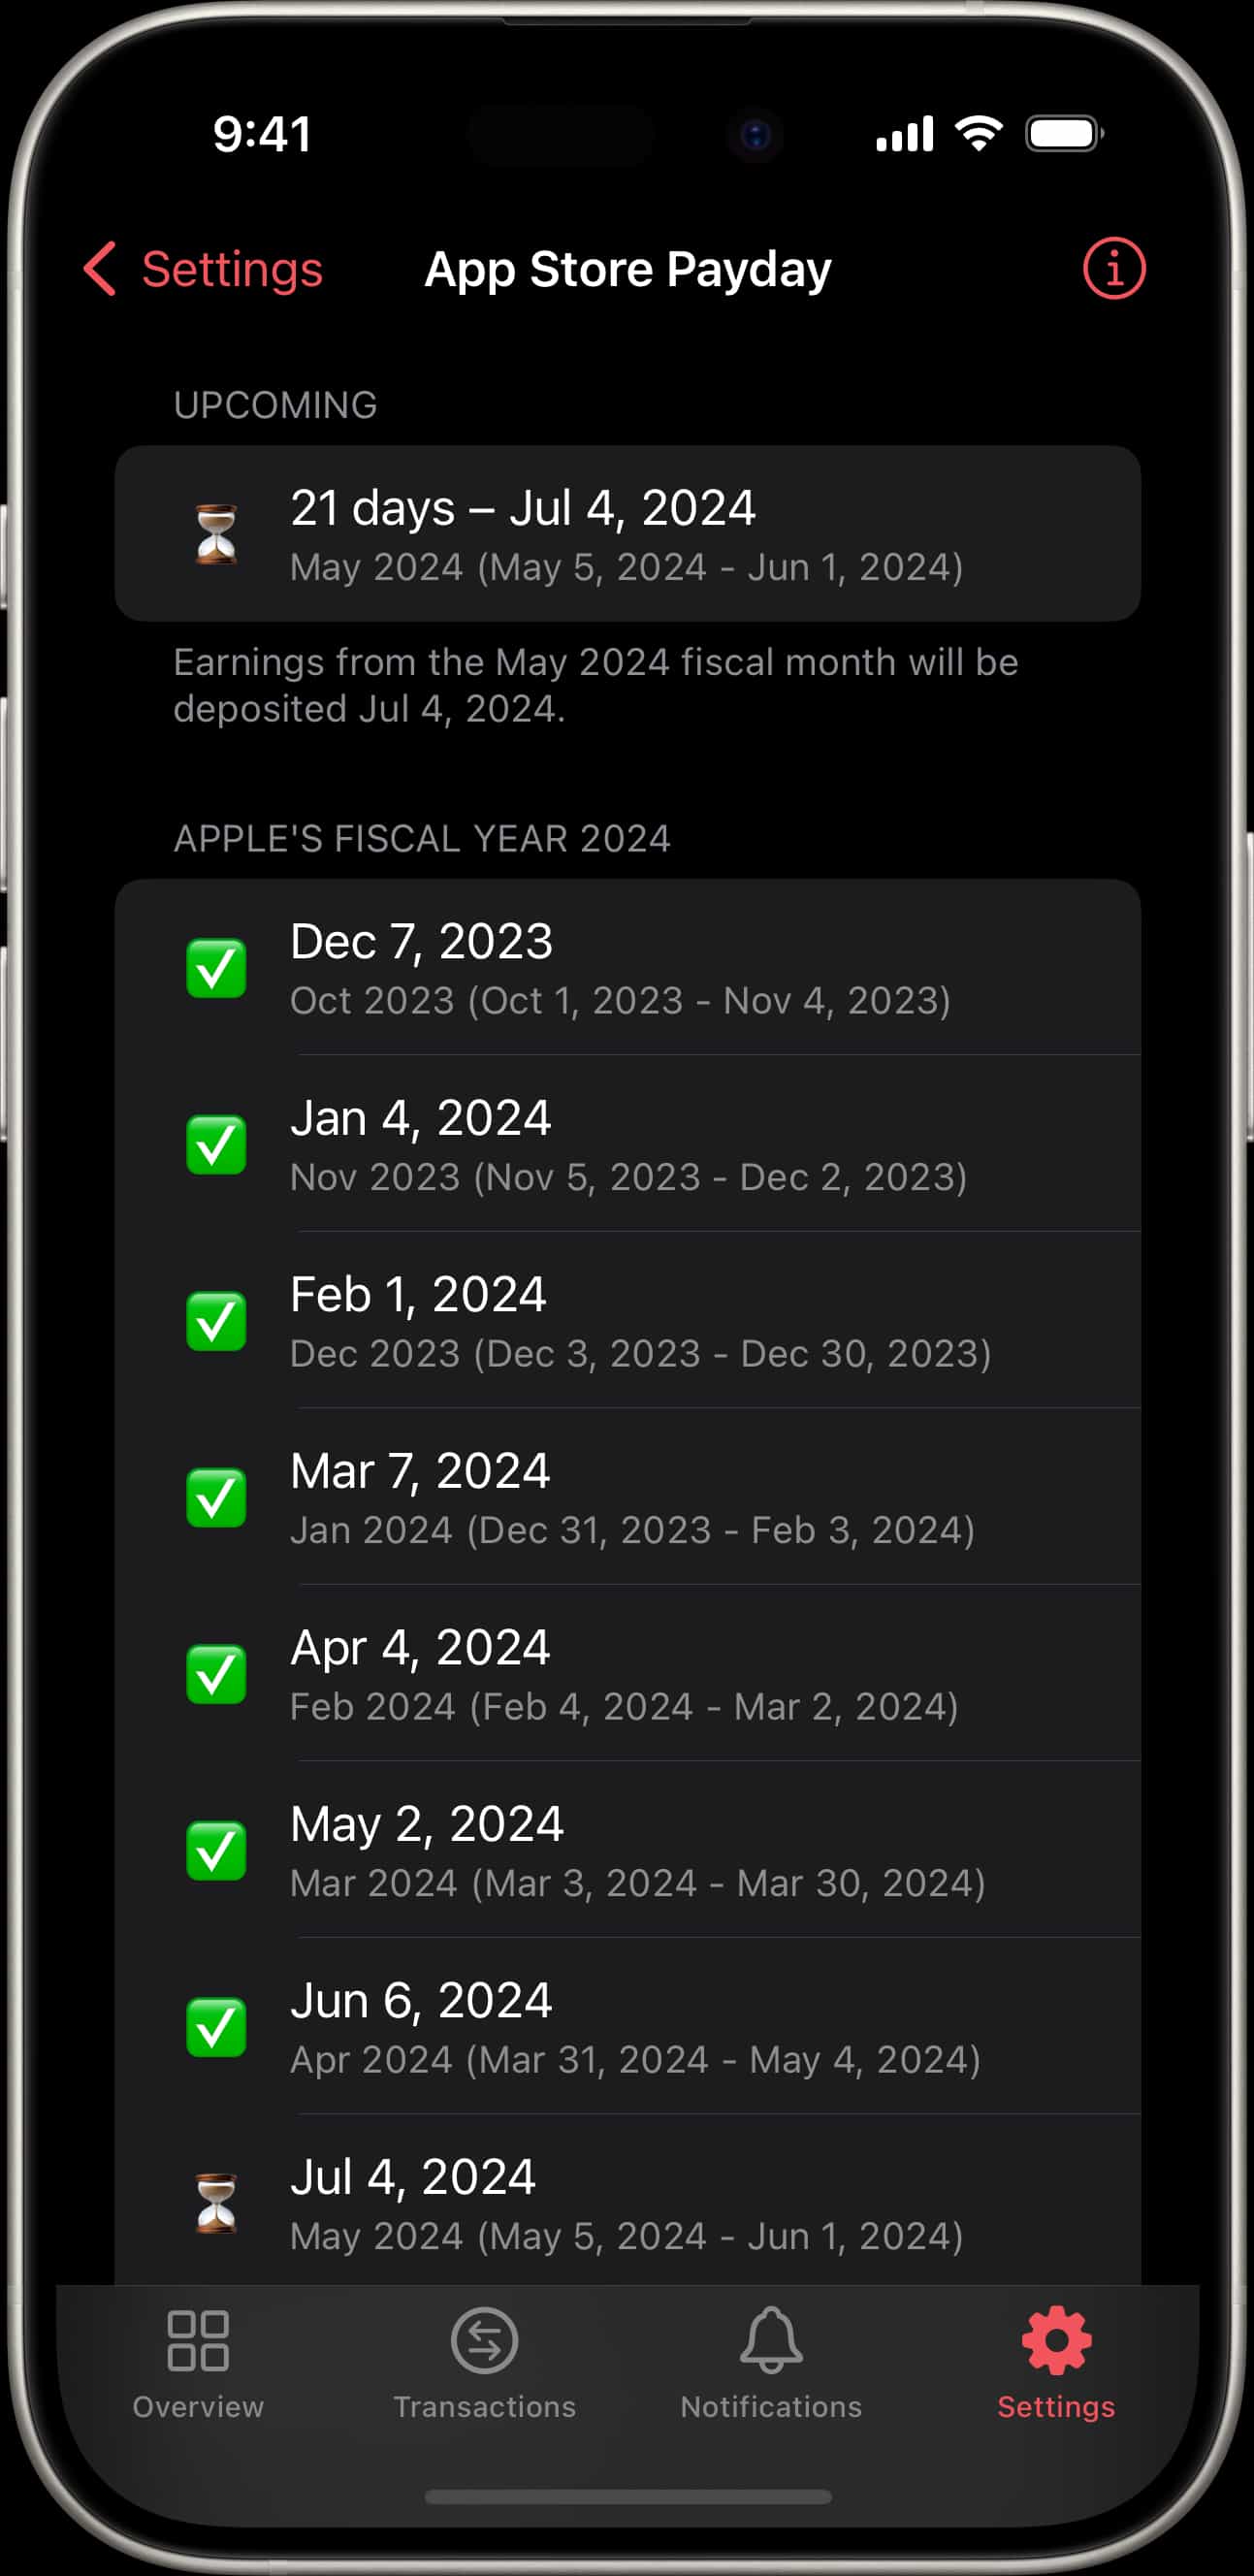 9:41
Settings
App Store Payday
UPCOMING
21 days – Jul 4, 2024
May 2024 (May 5, 2024 - Jun 1, 2024)
Earnings from the May 2024 fiscal month will be
deposited Jul 4, 2024.
APPLE'S FISCAL YEAR 2024
Dec 7, 2023
Oct 2023 (Oct 1, 2023 - Nov 4, 2023)
Jan 4, 2024
Nov 2023 (Nov 5, 2023 - Dec 2, 2023)
Feb 1, 2024
Dec 2023 (Dec 3, 2023 - Dec 30, 2023)
Mar 7, 2024
Jan 2024 (Dec 31, 2023 - Feb 3, 2024)
Apr 4, 2024
Feb 2024 (Feb 4, 2024 - Mar 2, 2024)
May 2, 2024
Mar 2024 (Mar 3, 2024 - Mar 30, 2024)
Jun 6, 2024
Apr 2024 (Mar 31, 2024 - May 4, 2024)
Jul 4, 2024
May 2024 (May 5, 2024 - Jun 1, 2024)
Overview
Transactions
Notifications
Settings